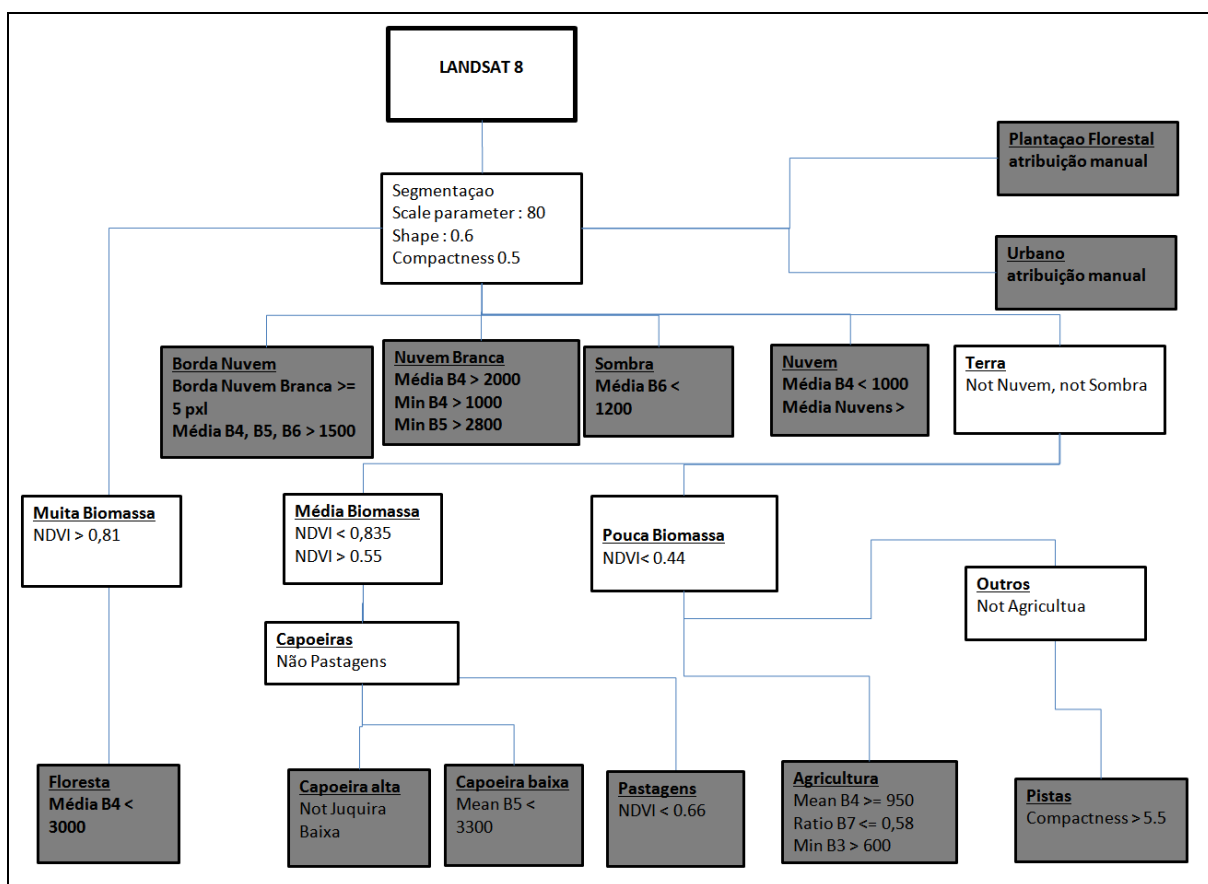 LANDSAT 8
Plantaçao Florestal
atribuição manual
Segmentaçao
Scale parameter : 80
Shape : 0.6
Compactness 0.5
Urbano
atribuição manual
Borda Nuvem
Borda Nuvem Branca >=
5 pxl
Média B4, B5, B6 > 1500
Nuvem Branca
Média B4 > 2000
Min B4 > 1000
Min B5 > 2800
Sombra
Média B6 <
1200
Nuvem
Média B4 < 1000
Média Nuvens >
Terra
Not Nuvem, not Sombra
Muita Biomassa
NDVI > 0,81
Média Biomassa
NDVI < 0,835
NDVI > 0.55
Pouca Biomassa
NDVI< 0.44
Outros
Not Agricultua
Capoeiras
Não Pastagens
Floresta
Média B4 <
3000
Capoeira alta
Not Juquira
Baixa
Capoeira baixa
Mean B5 <
3300
Pastagens
NDVI < 0.66
Agricultura
Mean B4 >= 950
Ratio B7 <= 0,58
Min B3 > 600
Pistas
Compactness > 5.5